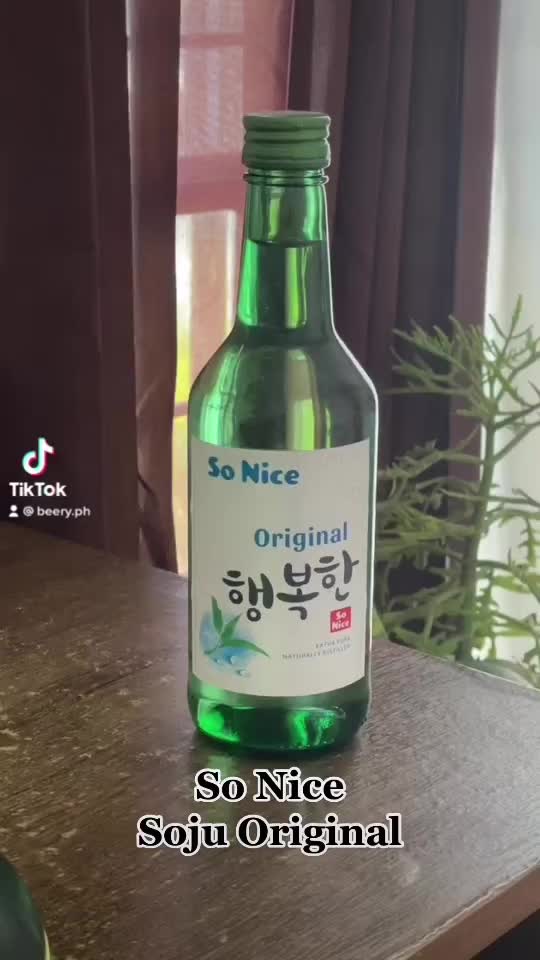 TikTok
@ beery.ph
So Nice
Original
행복한
So
Nice
EXTRA PURE
NATURALLY DISTILLED
So Nice
Soju Original